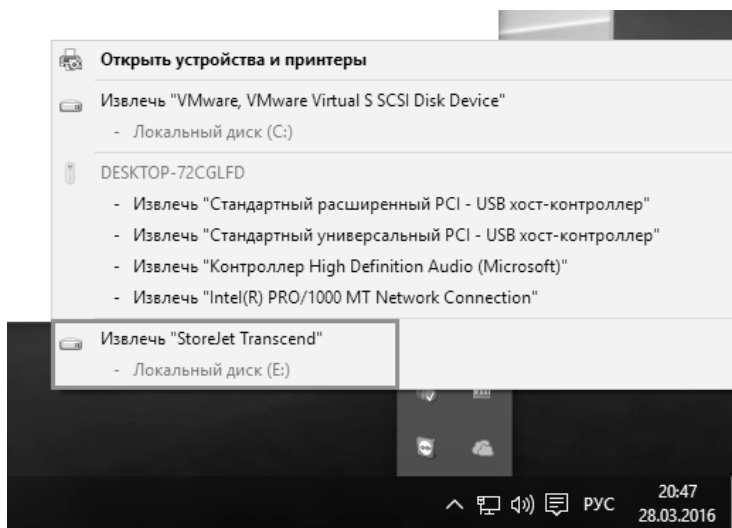 Открыть устройства и принтеры
Извлечь "VMware, VMware Virtual S SCSI Disk Device"
- Локальный диск (C:)
DESKTOP-72CGLFD
- Извлечь "Стандартный расширенный PCI - USB хост-контроллер"
- Извлечь "Стандартный универсальный PCI - USB хост-контроллер"
- Извлечь "Контроллер High Definition Audio (Microsoft)"
- Извлечь "Intel(R) PRO/1000 MT Network Connection"
Извлечь "StoreJet Transcend"
- Локальный диск (E:)
РУС
20:47
28.03.2016